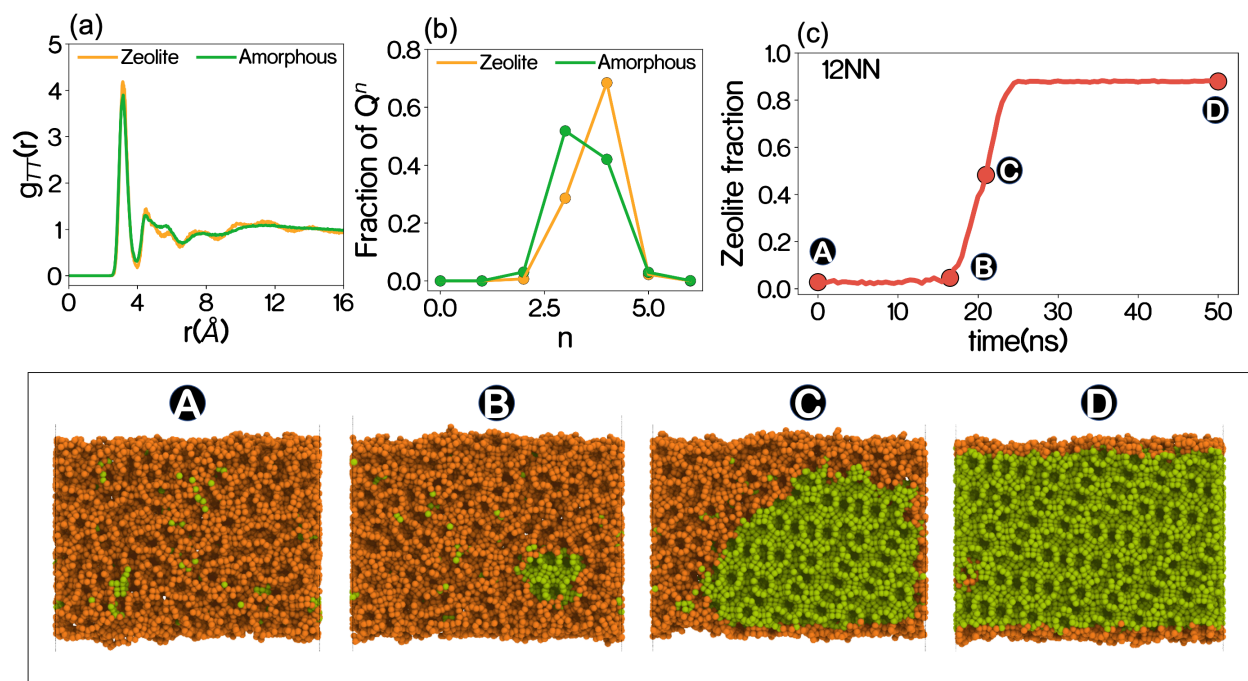 (a)
5
4
3
2
1
0
g_TT(r)
Zeolite
Amorphous
0
4
8
12
16
r(Å)
(b)
0.8
0.6
0.4
0.2
0.0
Fraction of Qⁿ
Zeolite
Amorphous
0.0
2.5
5.0
n
(c)
1.0
0.8
0.6
0.4
0.2
0.0
Zeolite fraction
12NN
A
B
C
D
0
10
20
30
40
50
time(ns)
A
B
C
D